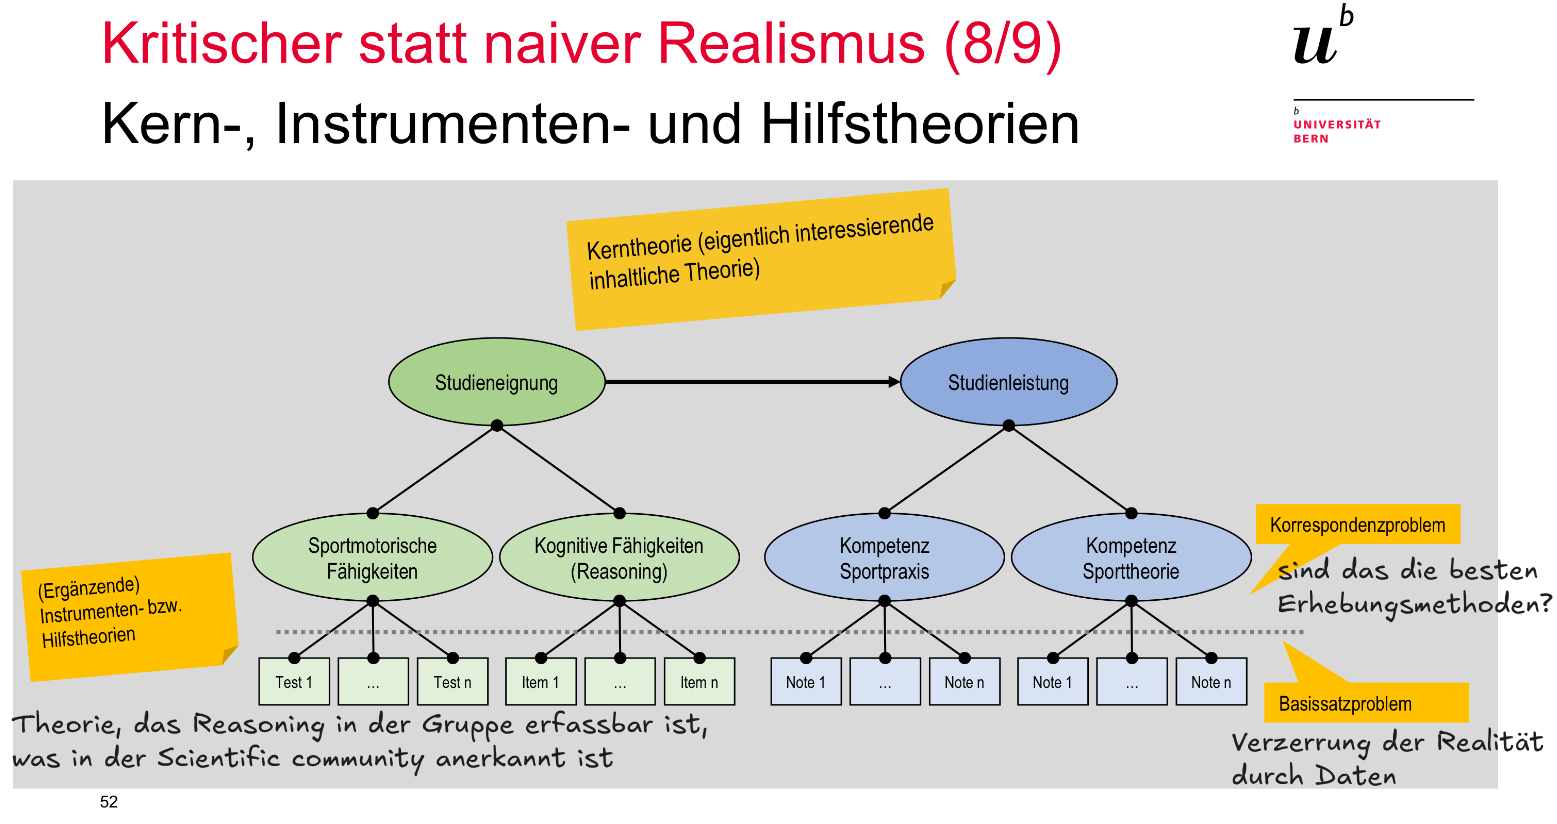 Kritischer statt naiver Realismus (8/9)
Kern-, Instrumenten- und Hilfstheorien
u b
b
UNIVERSITÄT
BERN
Kerntheorie (eigentlich interessierende
inhaltliche Theorie)
Studieneignung
Studienleistung
Sportmotorische
Fähigkeiten
Kognitive Fähigkeiten
(Reasoning)
Kompetenz
Sportpraxis
Kompetenz
Sporttheorie
Korrespondenzproblem
sind das die besten
Erhebungsmethoden?
(Ergänzende)
Instrumenten- bzw.
Hilfstheorien
Test 1
...
Test n
Item 1
...
Item n
Note 1
...
Note n
Note 1
...
Note n
Basissatzproblem
Theorie, das Reasoning in der Gruppe erfassbar ist,
was in der Scientific community anerkannt ist
Verzerrung der Realität
durch Daten
52